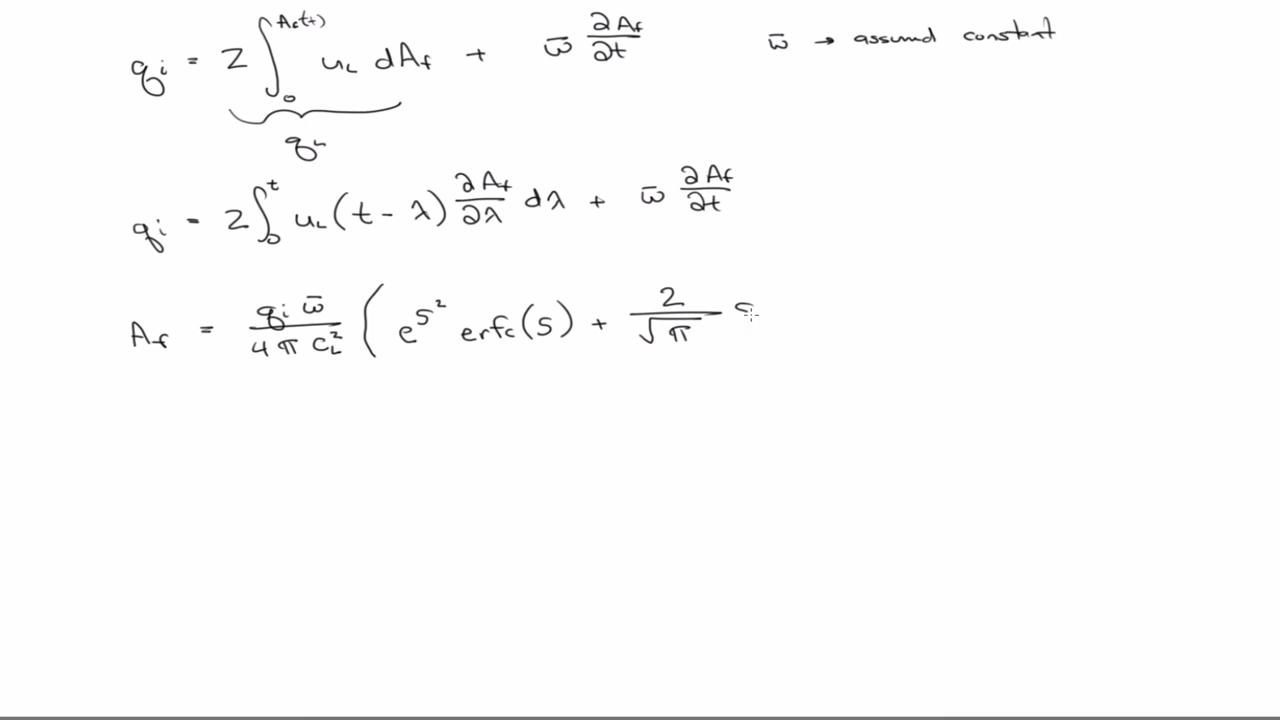 qi = 2 ∫₀^{Af(t)} uL dAf + w̄ ∂Af/∂t    w̄ → assumd constant
qL
qi = 2 ∫₀^t uL(t - λ) ∂Af/∂λ dλ + w̄ ∂Af/∂t
Af = qi w̄ / 4π CL² ( e^{S²} erfc(S) + 2/√π S